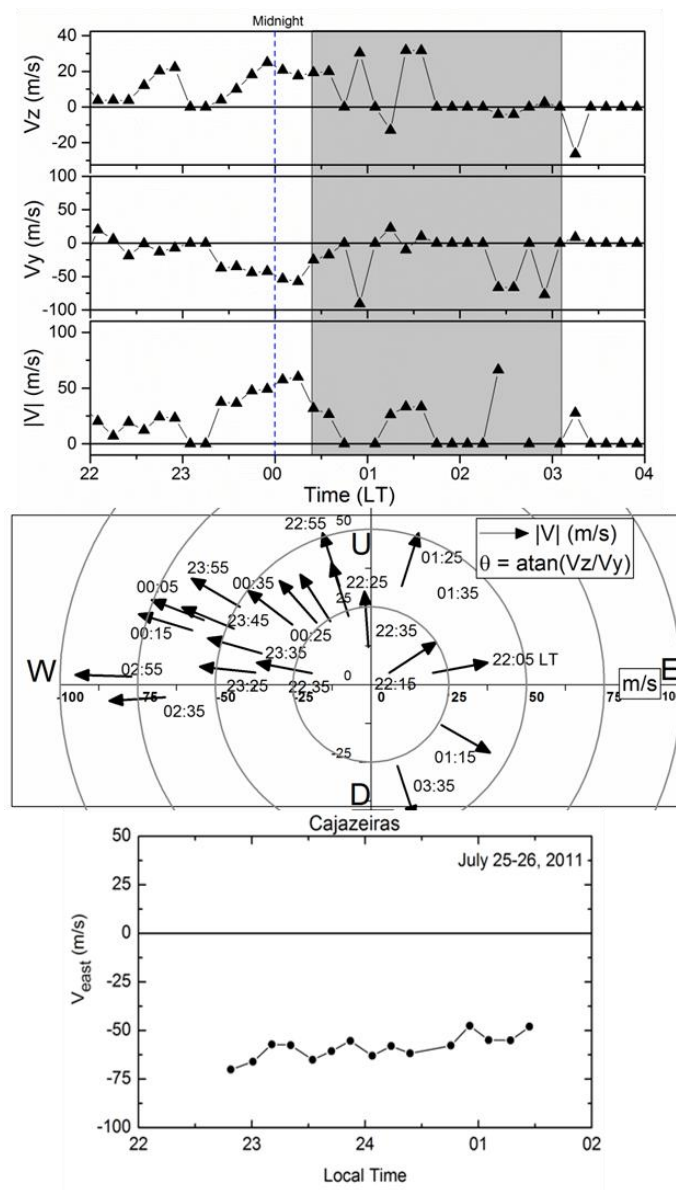 Midnight
Vz (m/s)
40
20
0
-20
Vy (m/s)
100
50
0
-50
-100
|V| (m/s)
100
50
0
22 23 00 01 02 03 04
Time (LT)
22:55 50
U
|V| (m/s)
θ = atan(Vz/Vy)
23:55
01:25
00:05 00:35 22:25
25
01:35
00:15 23:45 00:25 22:35
W 23:35 0 22:05 LT E
02:55 23:25 22:35 22:15 m/s
-100 -75 -50 -25 25 50 75 100
02:35
-25
01:15
03:35
D
Cajazeiras
July 25-26, 2011
V east (m/s)
50
25
0
-25
-50
-75
-100
22 23 24 01 02
Local Time